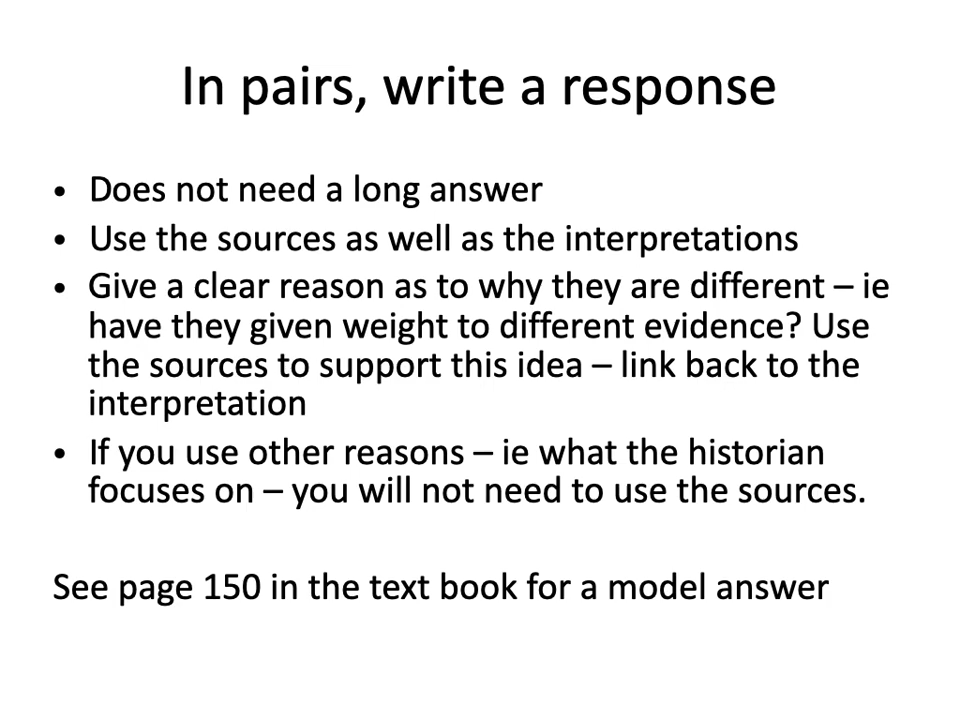 In pairs, write a response
• Does not need a long answer
• Use the sources as well as the interpretations
• Give a clear reason as to why they are different – ie
have they given weight to different evidence? Use
the sources to support this idea – link back to the
interpretation
• If you use other reasons – ie what the historian
focuses on – you will not need to use the sources.
See page 150 in the text book for a model answer